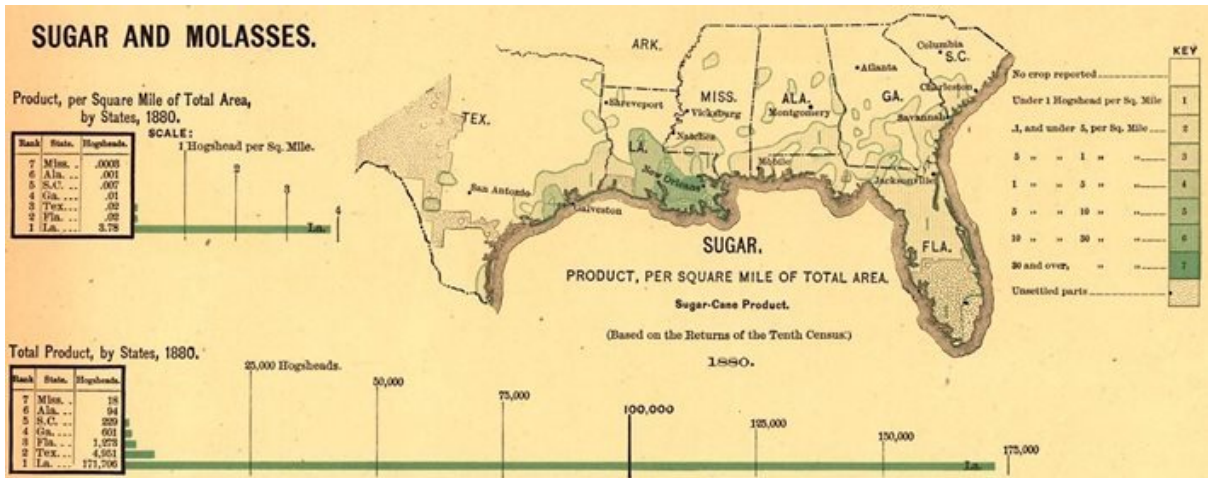 SUGAR AND MOLASSES.
Product, per Square Mile of Total Area,
by States, 1880.
SCALE:
1 Hogshead per Sq. Mile.
2
3
4
Rank State. Hogsheads.
7 Miss. .. .0003
6 Ala. ... .001
5 S.C. ... .007
4 Ga. .... .01
3 Tex. ... .02
2 Fla. ... .02
1 La. .... 3.78
La.
ARK.
TEX.
MISS.
ALA.
GA.
S.C.
LA.
FLA.
Columbia
Atlanta
Charleston
Savannah
Shreveport
Vicksburg
Montgomery
Natchez
Mobile
New Orleans
Jacksonville
San Antonio
Galveston
SUGAR.
PRODUCT, PER SQUARE MILE OF TOTAL AREA.
Sugar-Cane Product.
(Based on the Returns of the Tenth Census.)
1880.
KEY
No crop reported
Under 1 Hogshead per Sq. Mile 1
.1, and under 5, per Sq. Mile 2
5 " " 1 " " 3
1 " " 5 " " 4
5 " " 10 " " 5
10 " " 30 " " 6
30 and over, " " 7
Unsettled parts
Total Product, by States, 1880.
25,000 Hogsheads.
50,000
75,000
100,000
125,000
150,000
175,000
Rank State. Hogsheads.
7 Miss. .. 18
6 Ala. ... 94
5 S.C. ... 229
4 Ga. .... 601
3 Fla. ... 1,273
2 Tex. ... 4,951
1 La. .... 171,706
La.